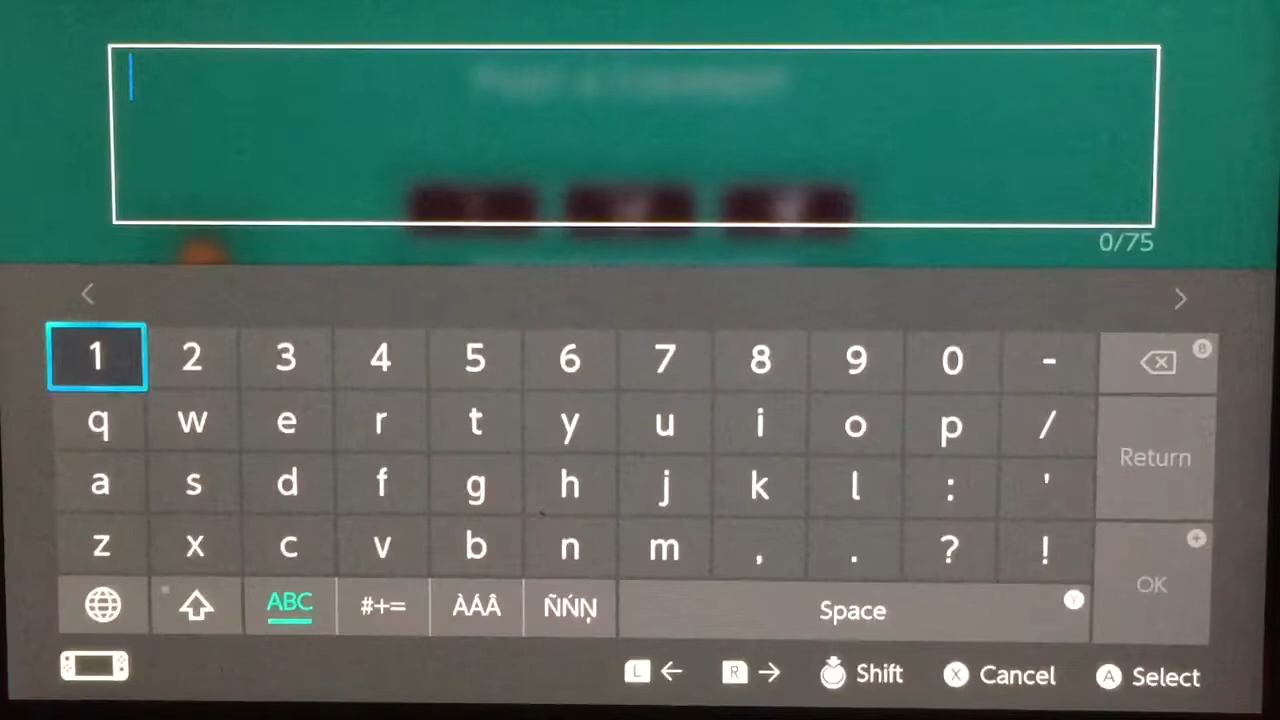 0/75
1 2 3 4 5 6 7 8 9 0 - B
q w e r t y u i o p /
Return
a s d f g h j k l : '
z x c v b n m , . ? ! +
OK
ABC #+= ÀÁÂ ÑŃṆ Space Y
L ← R → Shift X Cancel A Select